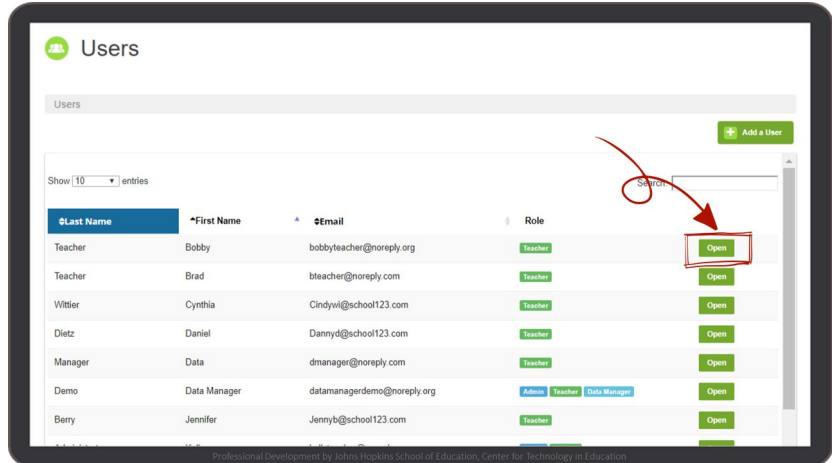 Users
Users
Add a User
Show 10 entries
Search:
Last Name First Name Email Role
Teacher Bobby bobbyteacher@noreply.org Teacher Open
Teacher Brad bteacher@noreply.com Teacher Open
Wittier Cynthia Cindywi@school123.com Teacher Open
Dietz Daniel Dannyd@school123.com Teacher Open
Manager Data dmanager@noreply.com Teacher Open
Demo Data Manager datamanagerdemo@noreply.org Admin Teacher Data Manager Open
Berry Jennifer Jennyb@school123.com Teacher Open
Professional Development by Johns Hopkins School of Education, Center for Technology in Education